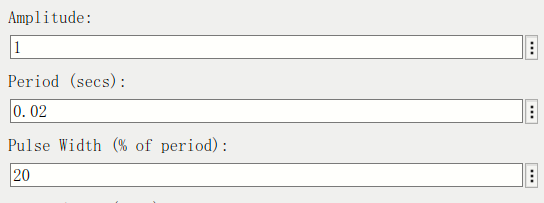 Amplitude:
1
Period (secs):
0.02
Pulse Width (% of period):
20